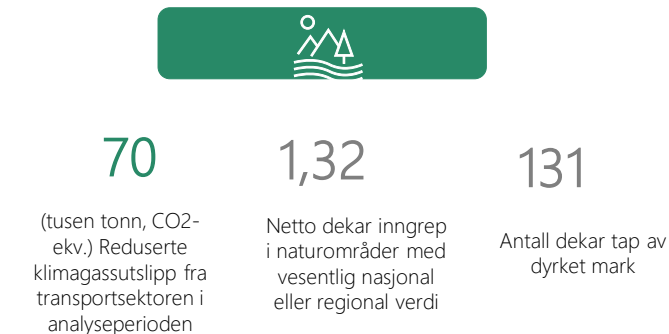 70
(tusen tonn, CO2-
ekv.) Reduserte
klimagassutslipp fra
transportsektoren i
analyseperioden
1,32
Netto dekar inngrep
i naturområder med
vesentlig nasjonal
eller regional verdi
131
Antall dekar tap av
dyrket mark